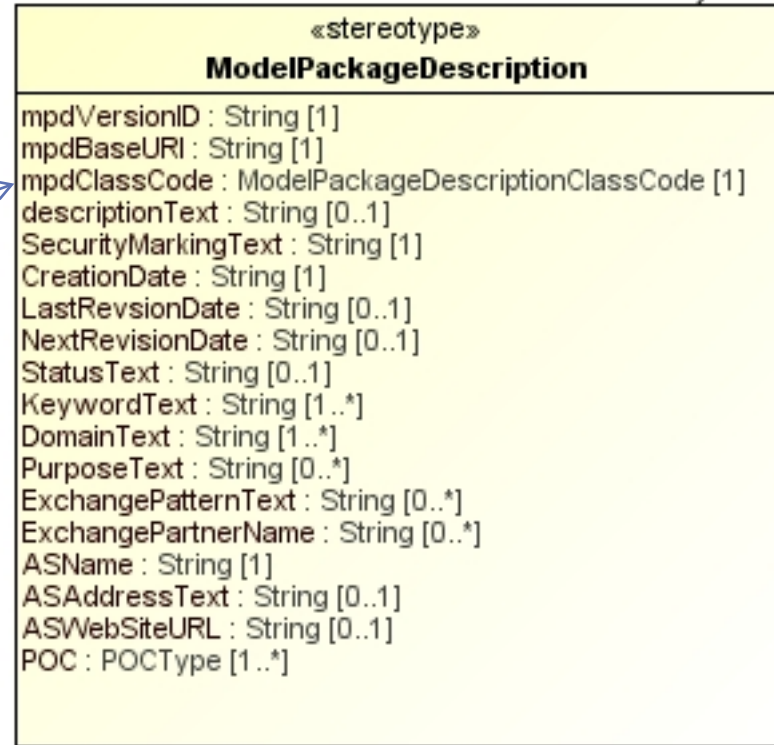 «stereotype»
ModelPackageDescription
mpdVersionID : String [1]
mpdBaseURI : String [1]
mpdClassCode : ModelPackageDescriptionClassCode [1]
descriptionText : String [0..1]
SecurityMarkingText : String [1]
CreationDate : String [1]
LastRevsionDate : String [0..1]
NextRevisionDate : String [0..1]
StatusText : String [0..1]
KeywordText : String [1..*]
DomainText : String [1..*]
PurposeText : String [0..*]
ExchangePatternText : String [0..*]
ExchangePartnerName : String [0..*]
ASName : String [1]
ASAddressText : String [0..1]
ASWebSiteURL : String [0..1]
POC : POCType [1..*]